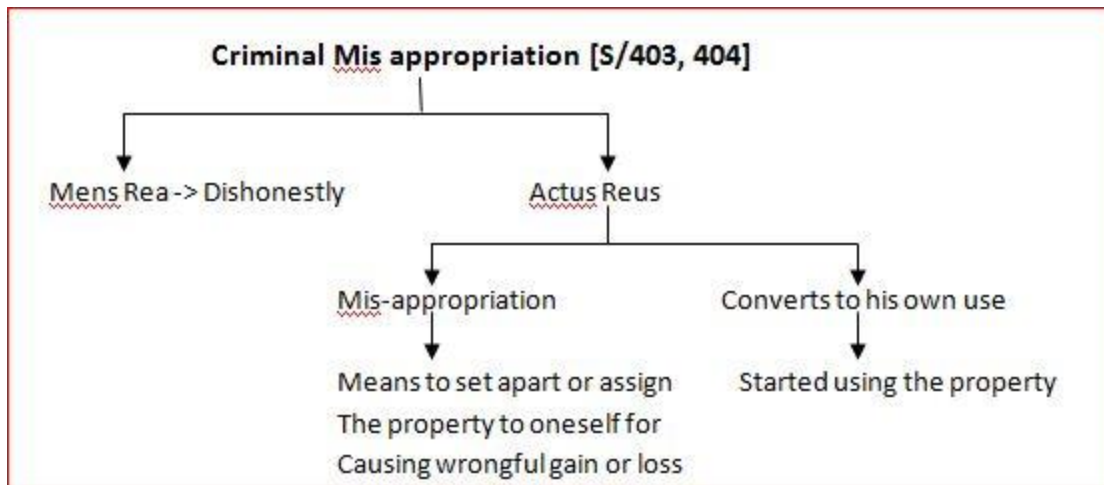 Criminal Mis appropriation [S/403, 404]
Mens Rea -> Dishonestly
Actus Reus
Mis-appropriation
Converts to his own use
Means to set apart or assign
The property to oneself for
Causing wrongful gain or loss
Started using the property